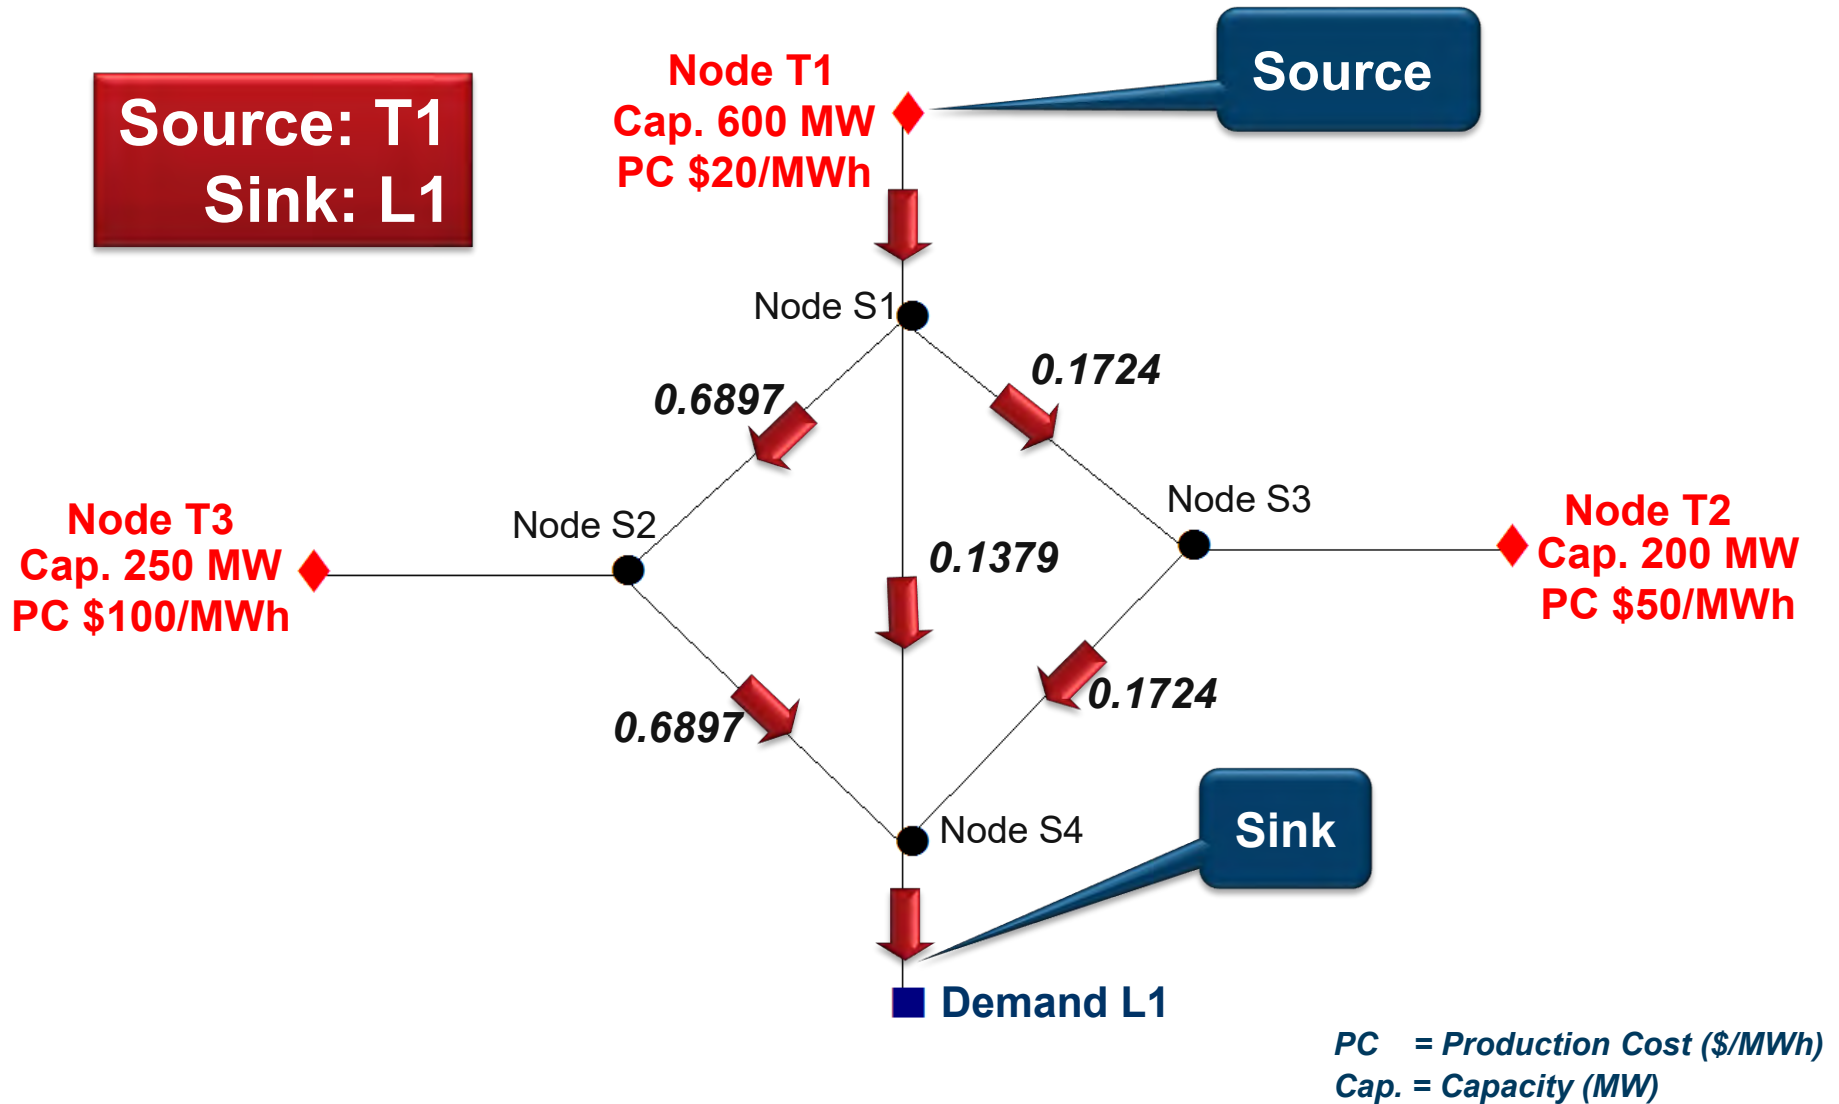 Source: T1
Sink: L1
Node T1
Cap. 600 MW
PC $20/MWh
Source
Node S1
0.6897
0.1724
Node T3
Cap. 250 MW
PC $100/MWh
Node S2
0.1379
Node S3
Node T2
Cap. 200 MW
PC $50/MWh
0.6897
0.1724
Node S4
Sink
Demand L1
PC = Production Cost ($/MWh)
Cap. = Capacity (MW)